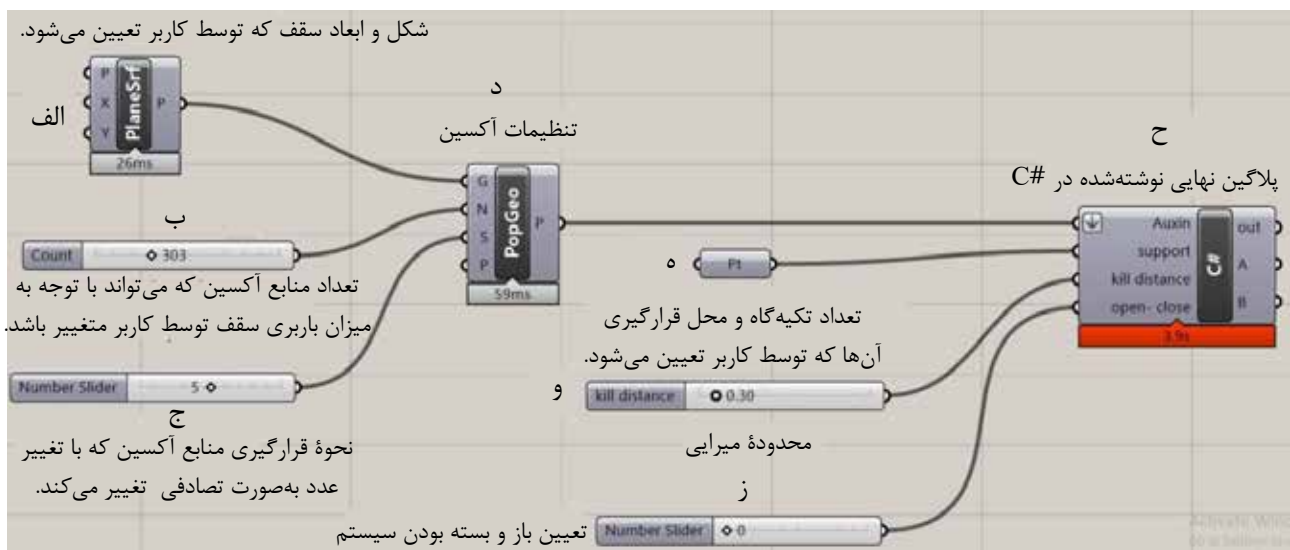 شکل و ابعاد سقف که توسط کاربر تعیین می‌شود.
الف
P
X
Y
PlaneSrf
P
26ms
د
تنظیمات آکسین
G
N
S
P
PopGeo
P
59ms
ب
Count
303
تعداد منابع آکسین که می‌تواند با توجه به
میزان باربری سقف توسط کاربر متغییر باشد.
Number Slider
5
ج
نحوۀ قرارگیری منابع آکسین که با تغییر
عدد به‌صورت تصادفی تغییر می‌کند.
ه
Pt
تعداد تکیه‌گاه و محل قرارگیری
آن‌ها که توسط کاربر تعیین می‌شود.
و
kill distance
0.30
محدودۀ میرایی
ز
تعیین باز و بسته بودن سیستم
Number Slider
0
ح
پلاگین نهایی نوشته‌شده در C#
Auxin
support
kill distance
open- close
C#
out
A
B
3.9s